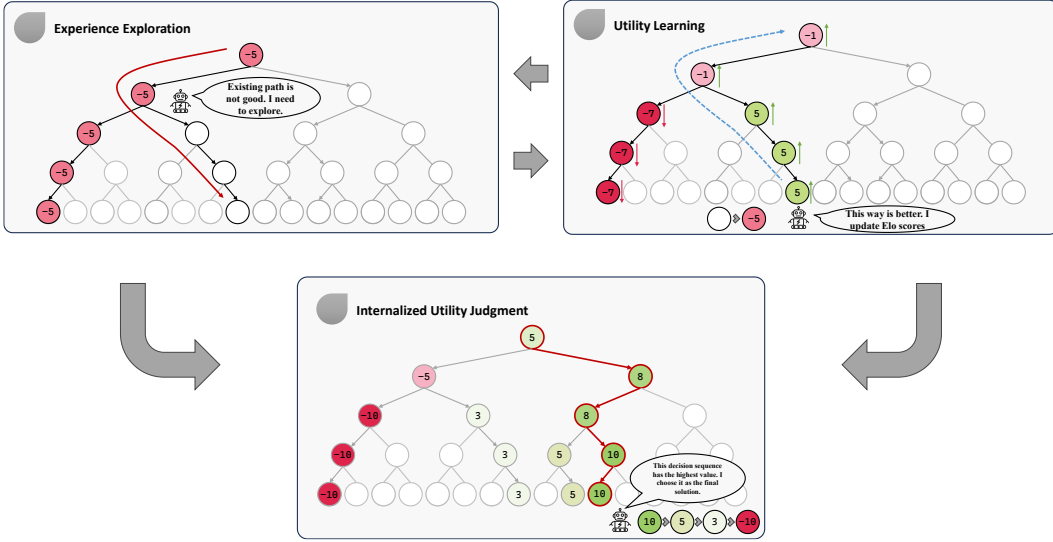 Experience Exploration
-5
-5
Existing path is
not good. I need
to explore.
-5
-5
-5
Utility Learning
-1
-1
-7
5
-7
5
-7
5
-5
This way is better. I
update Elo scores
Internalized Utility Judgment
5
-5
8
-10
3
8
-10
3
5
10
This decision sequence
has the highest value. I
choose it as the final
solution.
-10
3
5
10
10
5
3
-10